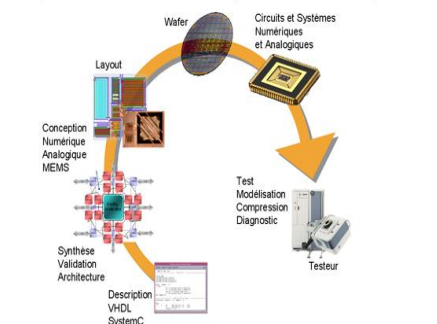 Wafer
Circuits et Systèmes
Numériques
et Analogiques
Layout
Conception
Numérique
Analogique
MEMS
Test
Modélisation
Compression
Diagnostic
Testeur
Synthèse
Validation
Architecture
Description
VHDL
SystemC